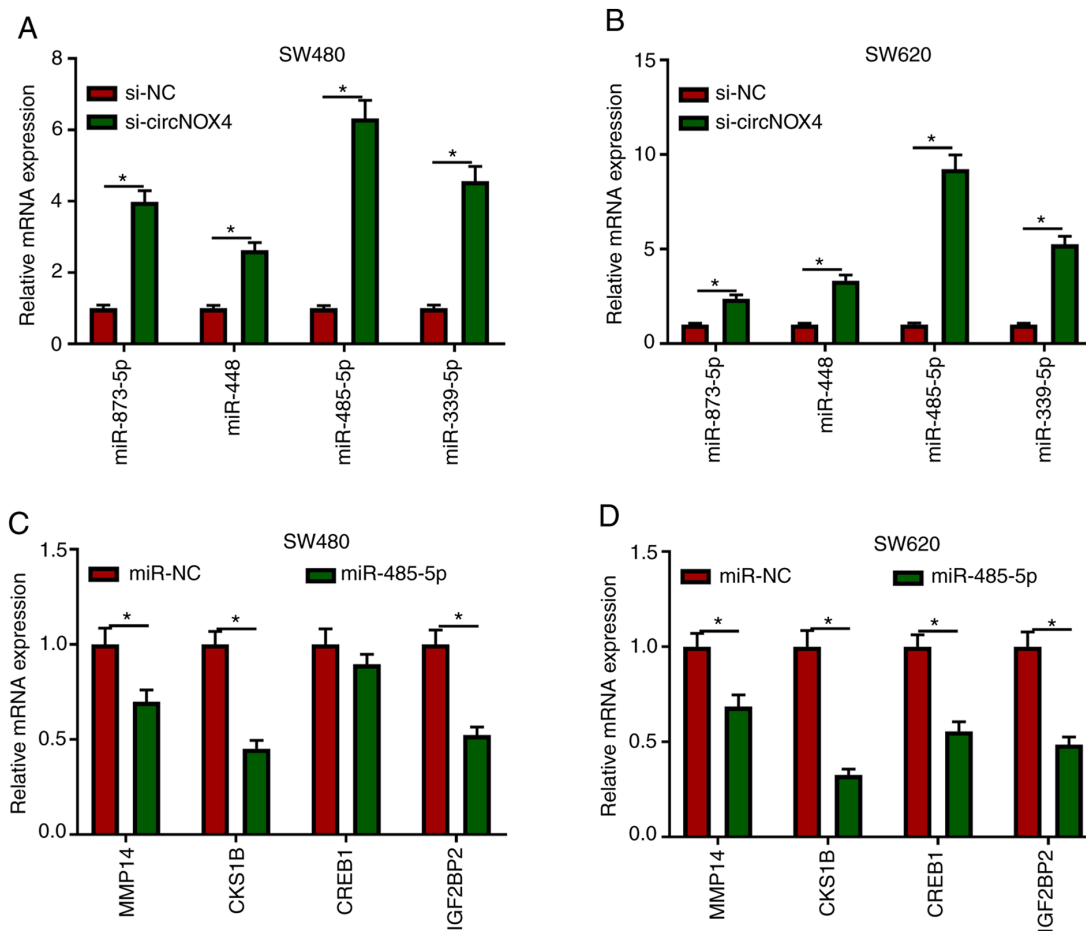 A
SW480
si-NC
si-circNOX4
Relative mRNA expression
8
6
4
2
0
*
*
*
*
miR-873-5p
miR-448
miR-485-5p
miR-339-5p
B
SW620
si-NC
si-circNOX4
Relative mRNA expression
15
10
5
0
*
*
*
*
miR-873-5p
miR-448
miR-485-5p
miR-339-5p
C
SW480
miR-NC
miR-485-5p
Relative mRNA expression
1.5
1.0
0.5
0.0
*
*
*
MMP14
CKS1B
CREB1
IGF2BP2
D
SW620
miR-NC
miR-485-5p
Relative mRNA expression
1.5
1.0
0.5
0.0
*
*
*
*
MMP14
CKS1B
CREB1
IGF2BP2